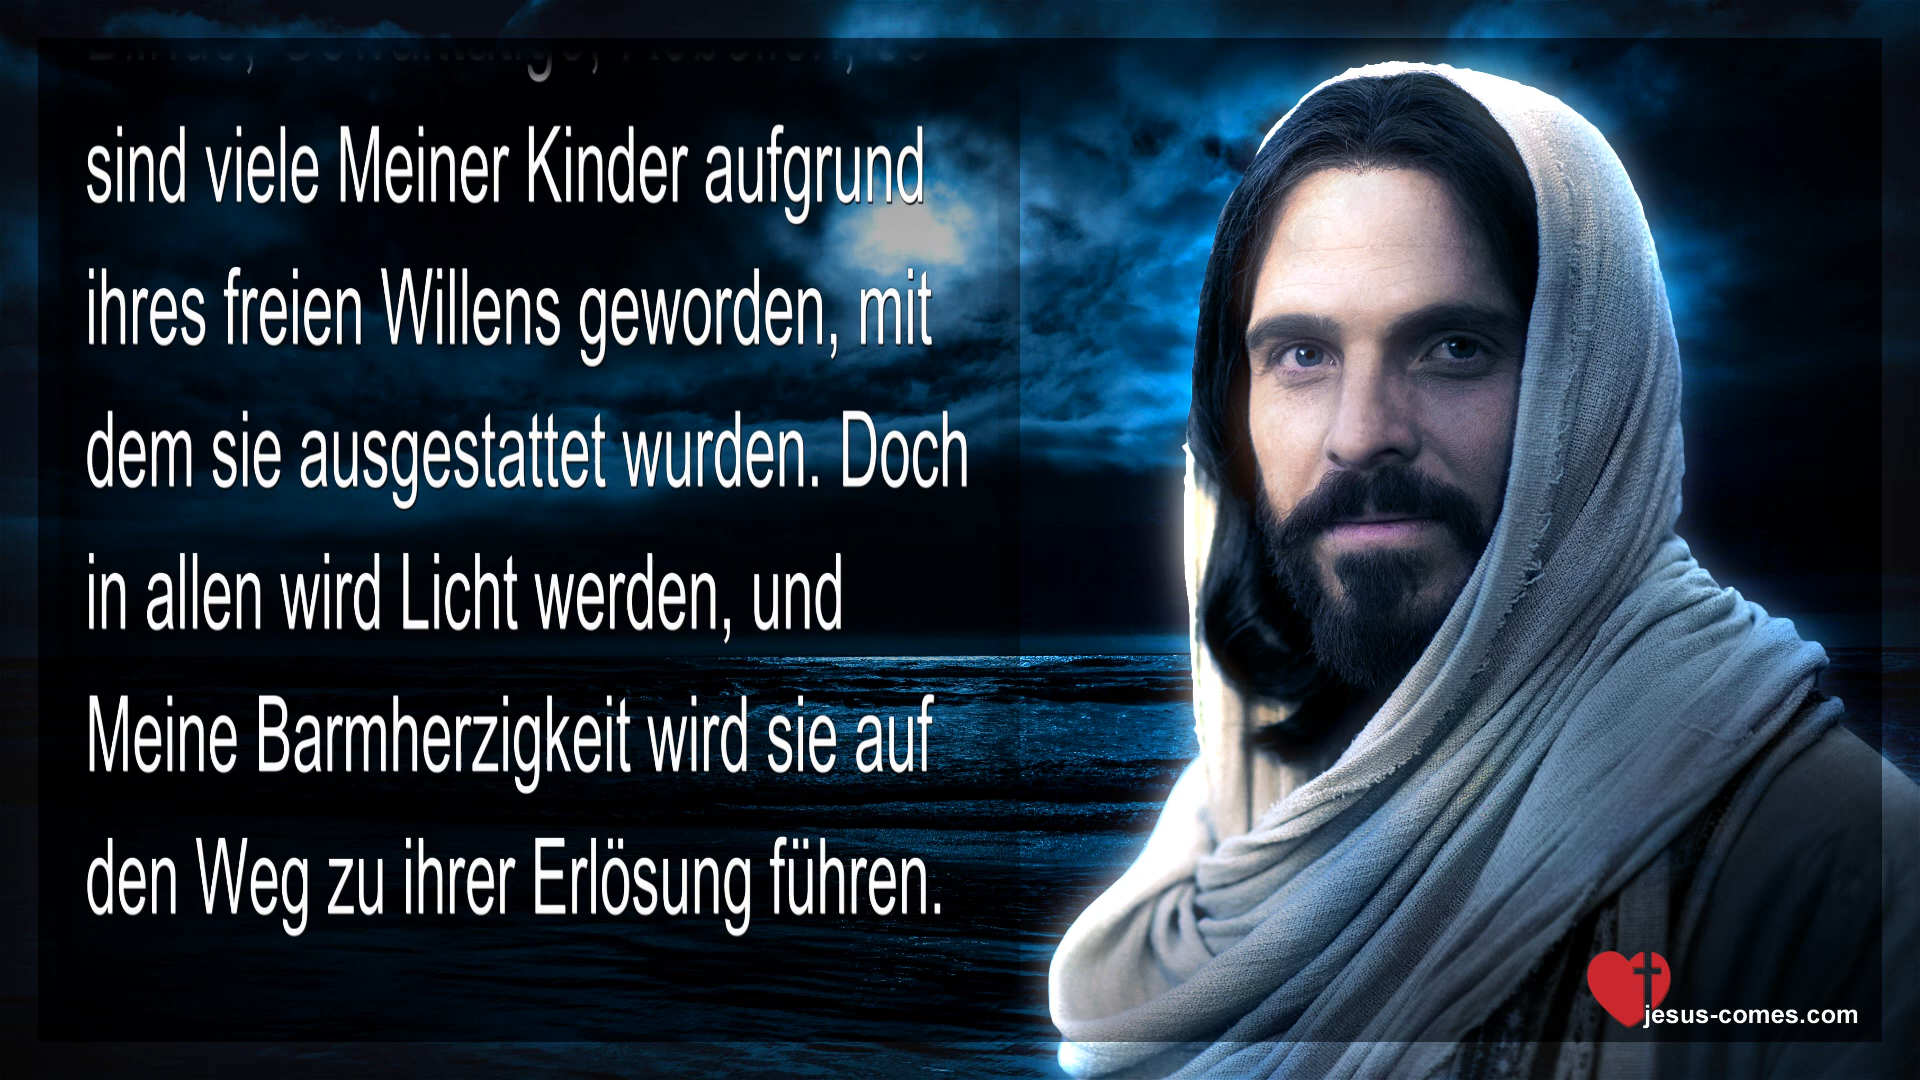 sind viele Meiner Kinder aufgrund
ihres freien Willens geworden, mit
dem sie ausgestattet wurden. Doch
in allen wird Licht werden, und
Meine Barmherzigkeit wird sie auf
den Weg zu ihrer Erlösung führen.
jesus-comes.com